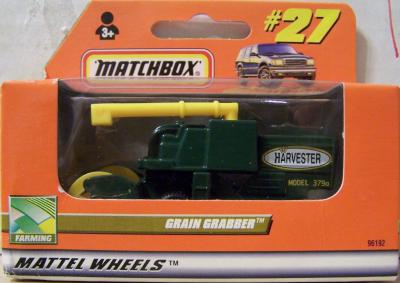 3+
#27
MATCHBOX®
HARVESTER
MODEL 379a
GRAIN GRABBER™
FARMING
96192
MATTEL WHEELS™